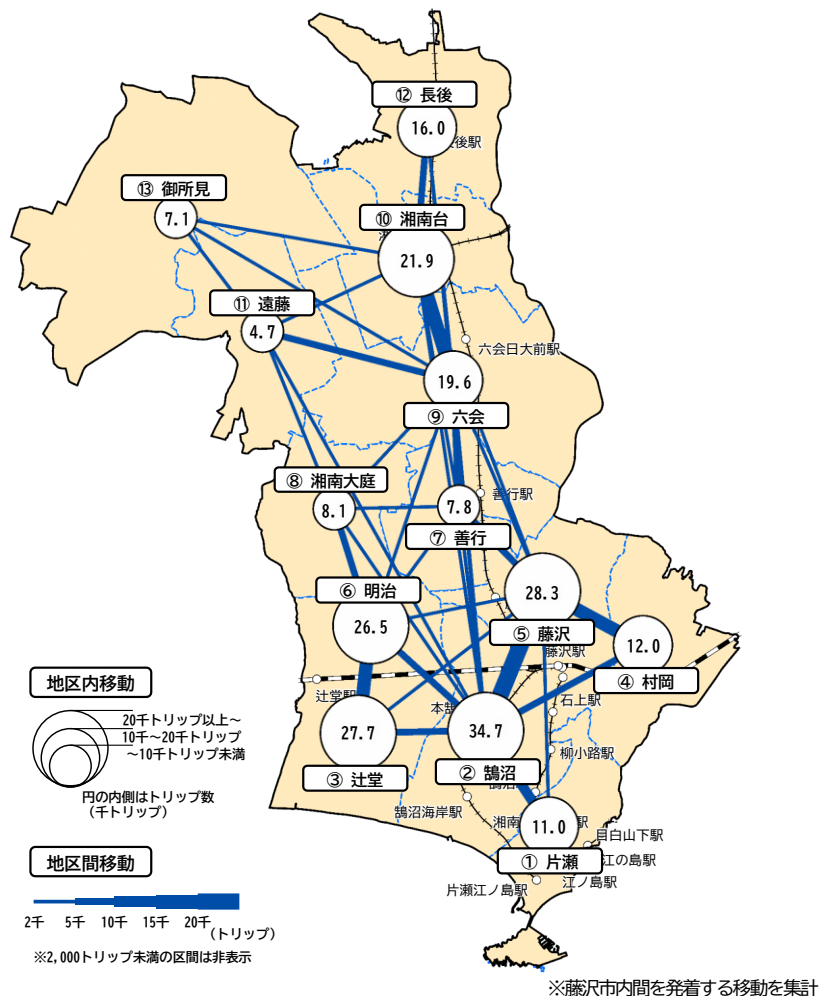 ⑫ 長後
16.0
後駅
⑬ 御所見
7.1
⑩ 湘南台
21.9
⑪ 遠藤
4.7
六会日大前駅
19.6
⑨ 六会
⑧ 湘南大庭
8.1
7.8
善行駅
⑦ 善行
⑥ 明治
26.5
28.3
⑤ 藤沢
藤沢駅
12.0
④ 村岡
辻堂駅
本鵠
石上駅
27.7
34.7
③ 辻堂
② 鵠沼
柳小路駅
鵠沼海岸駅
湘南
駅
11.0
目白山下駅
① 片瀬
江の島駅
片瀬江ノ島駅
江ノ島駅
地区内移動
20千トリップ以上~
10千~20千トリップ
~10千トリップ未満
円の内側はトリップ数
(千トリップ)
地区間移動
2千 5千 10千 15千 20千
(トリップ)
※2,000トリップ未満の区間は非表示
※藤沢市内間を発着する移動を集計